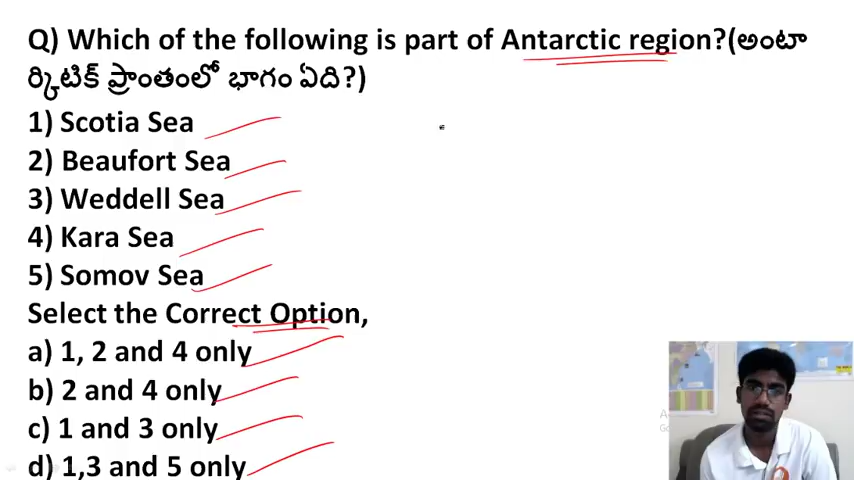 Q) Which of the following is part of Antarctic region?(అంటా
ర్కిటిక్ ప్రాంతంలో భాగం ఏది?)
1) Scotia Sea
2) Beaufort Sea
3) Weddell Sea
4) Kara Sea
5) Somov Sea
Select the Correct Option,
a) 1, 2 and 4 only
b) 2 and 4 only
c) 1 and 3 only
d) 1,3 and 5 only